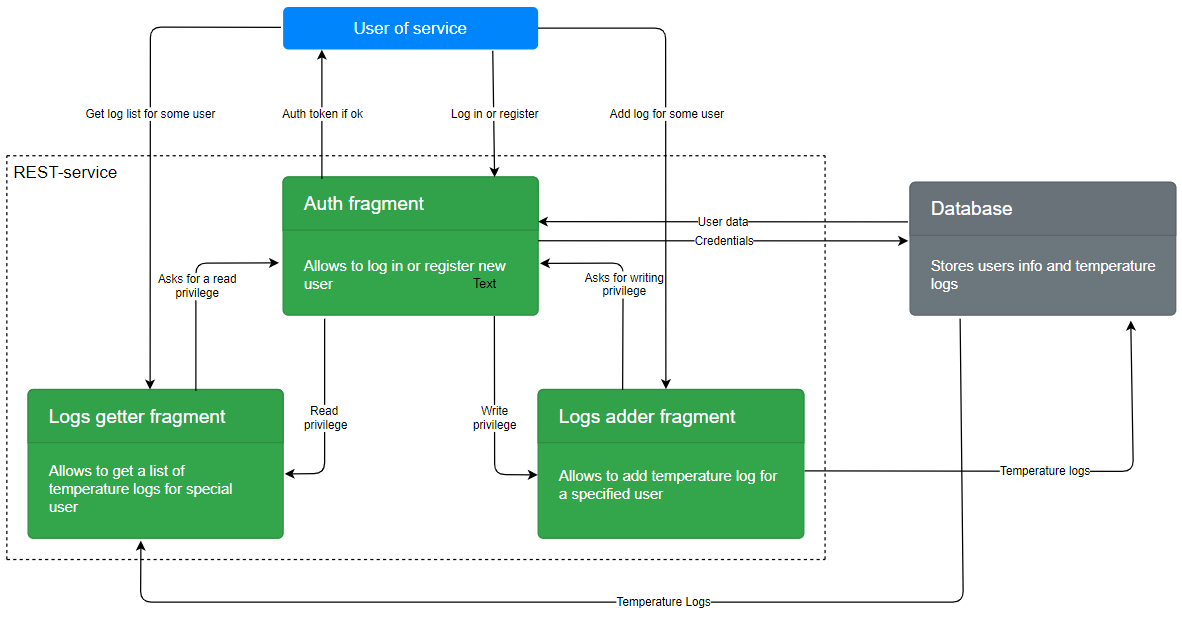 User of service
Get log list for some user
Auth token if ok
Log in or register
Add log for some user
REST-service
Auth fragment
Allows to log in or register new
user
Text
User data
Credentials
Database
Stores users info and temperature
logs
Asks for a read
privilege
Asks for writing
privilege
Read
privilege
Write
privilege
Logs getter fragment
Allows to get a list of
temperature logs for special
user
Logs adder fragment
Allows to add temperature log for
a specified user
Temperature logs
Temperature Logs